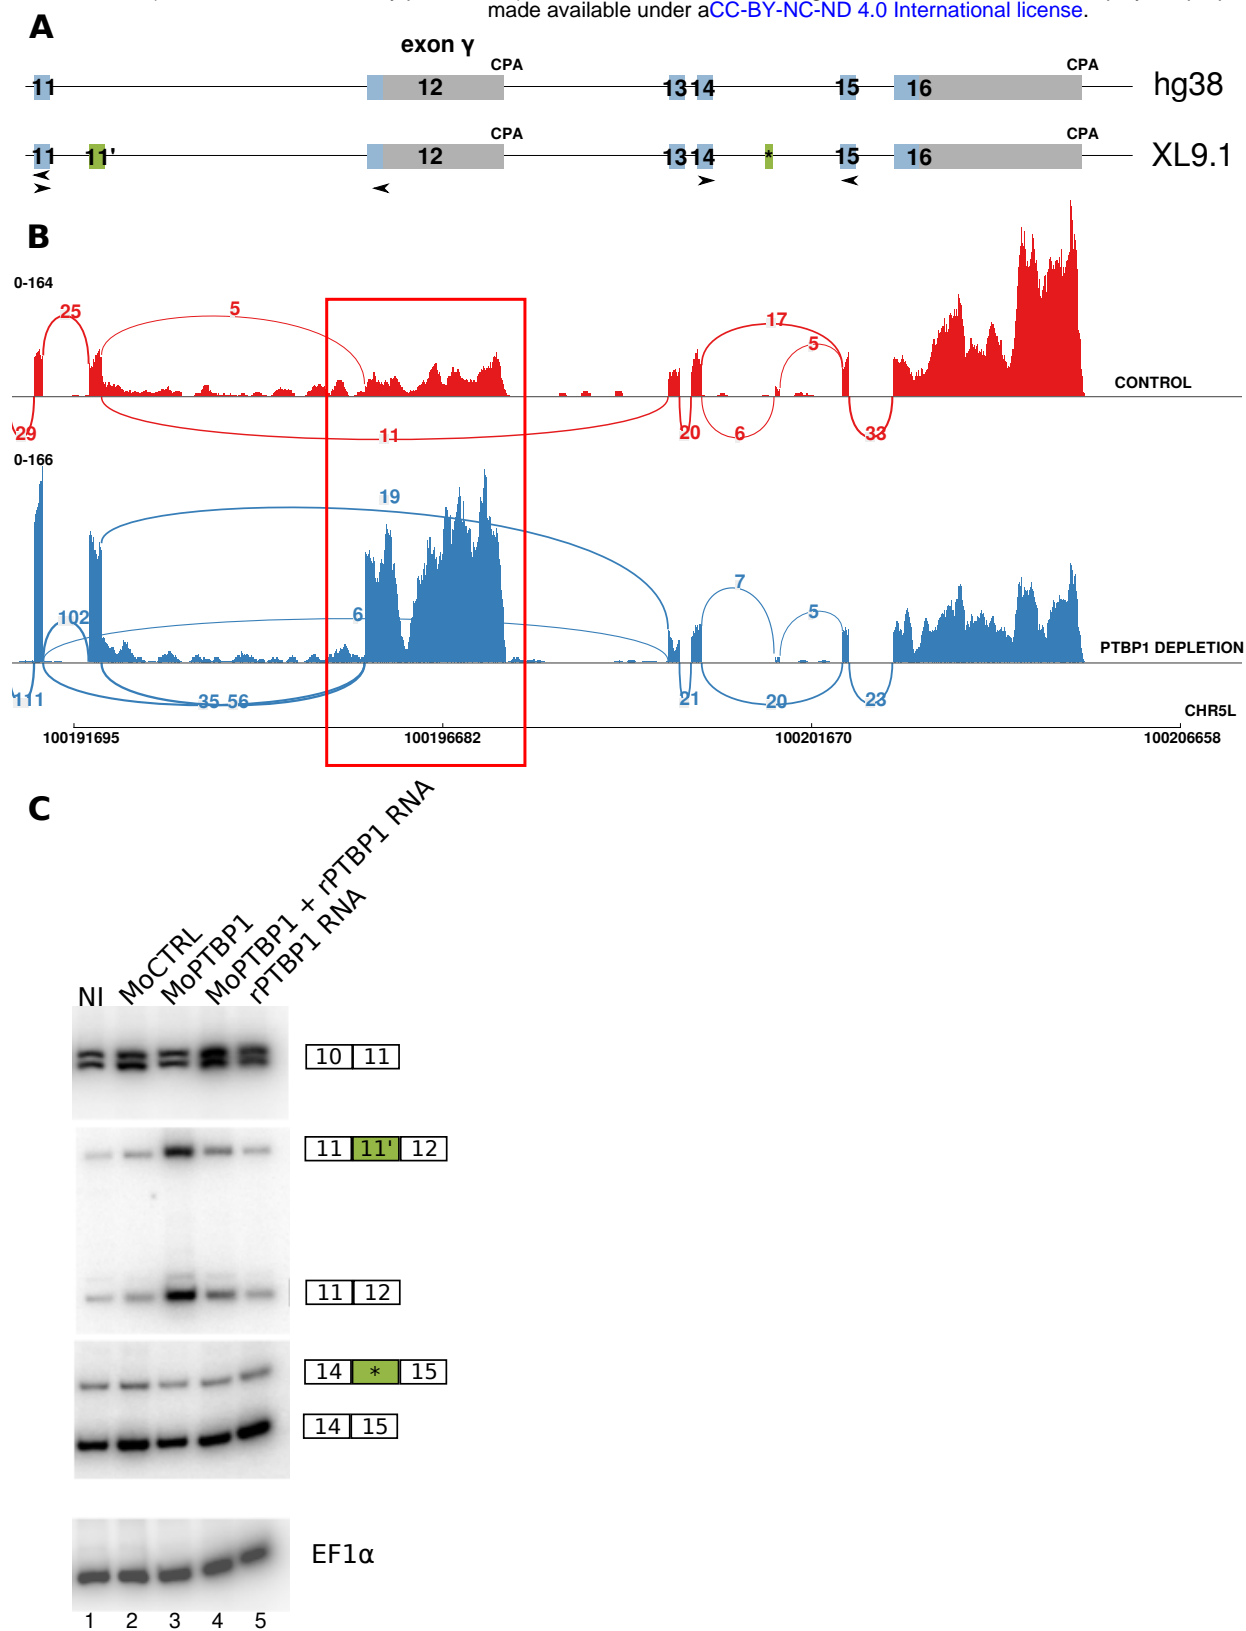 made available under aCC-BY-NC-ND 4.0 International license.
A
exon γ
CPA CPA
11 12 13 14 15 16 hg38
CPA CPA
11 11' 12 13 14 * 15 16 XL9.1
B
0-164
25 5 17 5
CONTROL
29 11 20 6 33
0-166
19
102 6 7 5
PTBP1 DEPLETION
111 35 56 21 20 23
CHR5L
100191695 100196682 100201670 100206658
C
NI
MoCTRL
MoPTBP1
MoPTBP1 + rPTBP1 RNA
rPTBP1 RNA
10 11
11 11' 12
11 12
14 * 15
14 15
EF1α
1 2 3 4 5